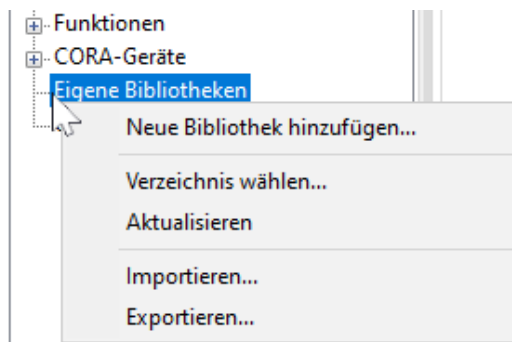 Funktionen
CORA-Geräte
Eigene Bibliotheken
Neue Bibliothek hinzufügen...
Verzeichnis wählen...
Aktualisieren
Importieren...
Exportieren...